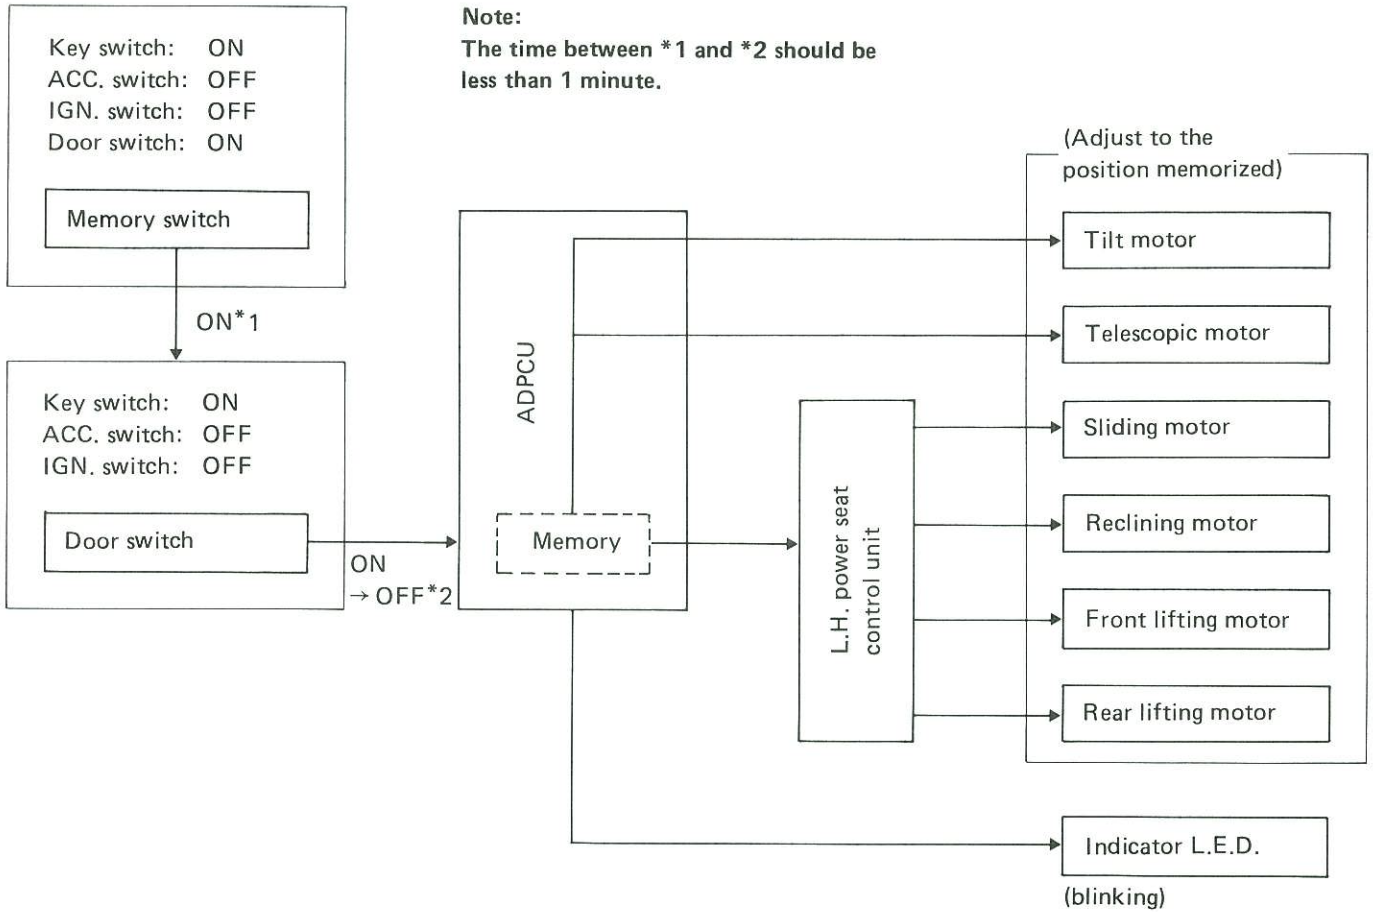 Key switch: ON
ACC. switch: OFF
IGN. switch: OFF
Door switch: ON
Memory switch
ON*1
Key switch: ON
ACC. switch: OFF
IGN. switch: OFF
Door switch
ON
→ OFF*2
Note:
The time between *1 and *2 should be
less than 1 minute.
ADPCU
Memory
L.H. power seat
control unit
(Adjust to the
position memorized)
Tilt motor
Telescopic motor
Sliding motor
Reclining motor
Front lifting motor
Rear lifting motor
Indicator L.E.D.
(blinking)